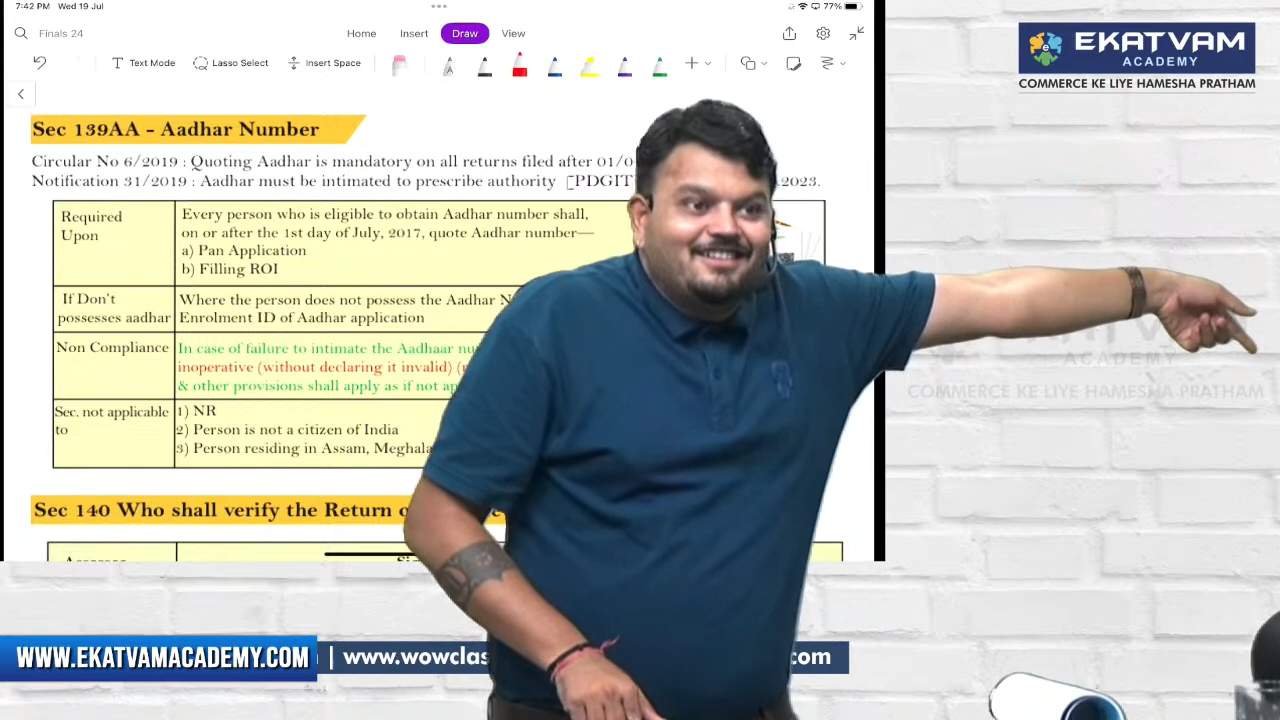 7:42 PM Wed 19 Jul
77%
Finals 24
Home Insert Draw View
Text Mode Lasso Select Insert Space
Sec 139AA - Aadhar Number
Circular No 6/2019 : Quoting Aadhar is mandatory on all returns filed after 01/0
Notification 31/2019 : Aadhar must be intimated to prescribe authority [PDGIT .2023.
Required
Upon
Every person who is eligible to obtain Aadhar number shall,
on or after the 1st day of July, 2017, quote Aadhar number—
a) Pan Application
b) Filling ROI
If Don't
possesses aadhar
Where the person does not possess the Aadhar N
Enrolment ID of Aadhar application
Non Compliance
In case of failure to intimate the Aadhaar nu
inoperative (without declaring it invalid) (
& other provisions shall apply as if not ap
Sec. not applicable
to
1) NR
2) Person is not a citizen of India
3) Person residing in Assam, Meghala
Sec 140 Who shall verify the Return o
EKATVAM
ACADEMY
COMMERCE KE LIYE HAMESHA PRATHAM
ACADEMY
COMMERCE KE LIYE HAMESHA PRATHAM
WWW.EKATVAMACADEMY.COM
| www.wowclas com